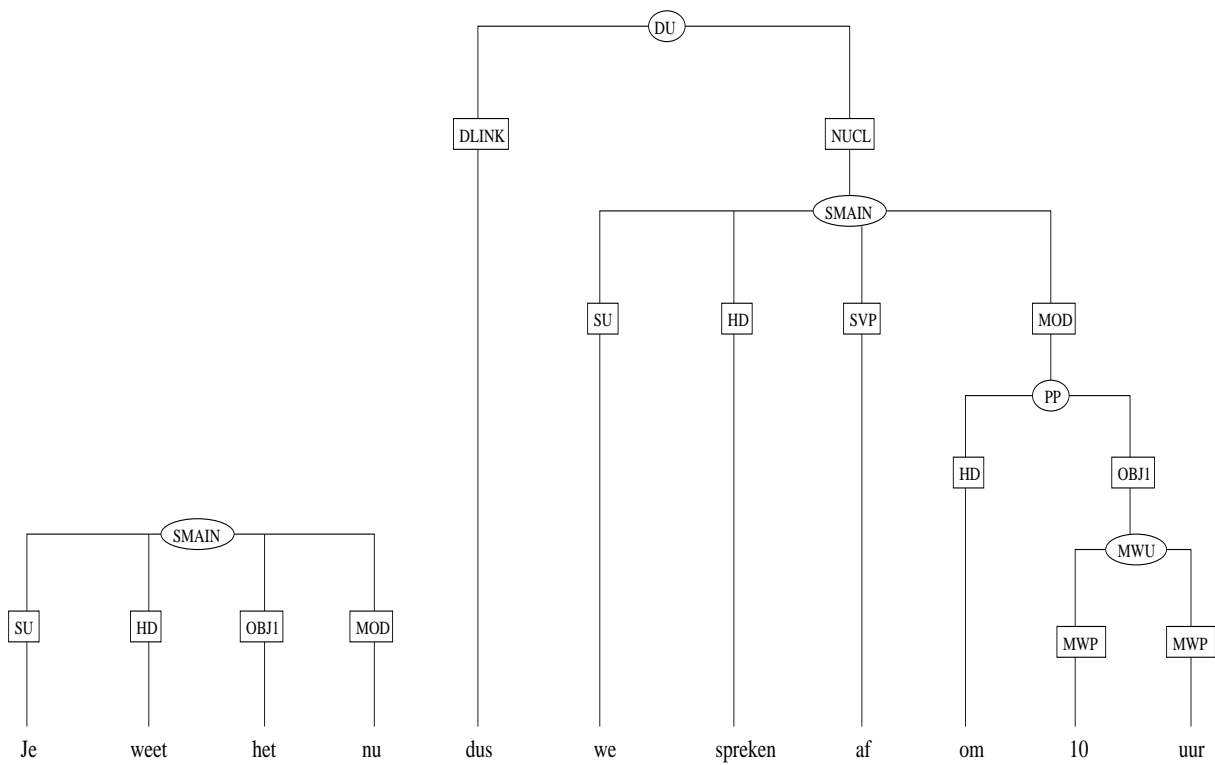 DU
DLINK NUCL
SMAIN
SU HD SVP MOD
PP
HD OBJ1
SMAIN MWU
SU HD OBJ1 MOD MWP MWP
Je weet het nu dus we spreken af om 10 uur